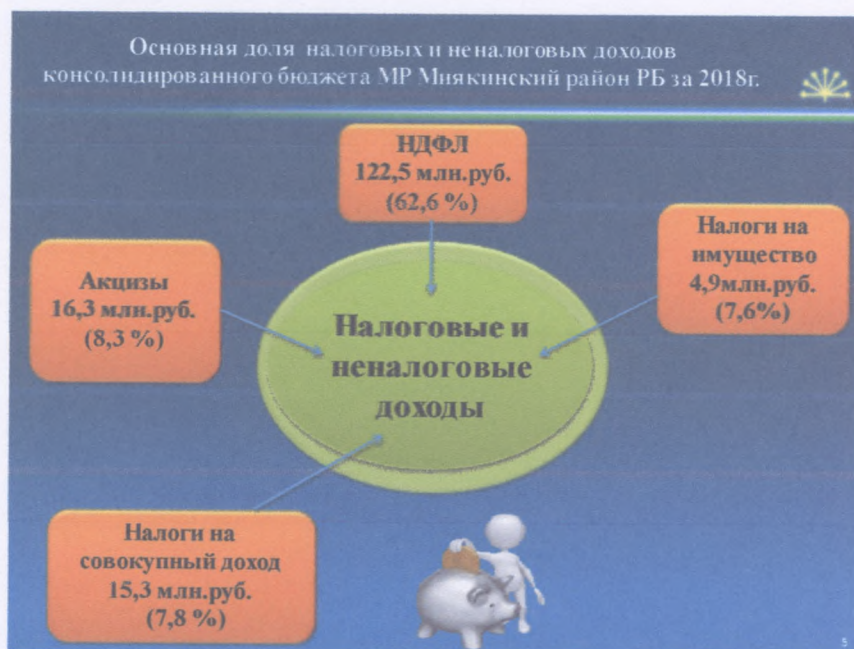 Основная доля налоговых и неналоговых доходов
консолидированного бюджета МР Миякинский район РБ за 2018г.
НДФЛ
122,5 млн.руб.
(62,6 %)
Налоги на
имущество
4,9млн.руб.
(7,6%)
Акцизы
16,3 млн.руб.
(8,3 %)
Налоговые и
неналоговые
доходы
Налоги на
совокупный доход
15,3 млн.руб.
(7,8 %)
5